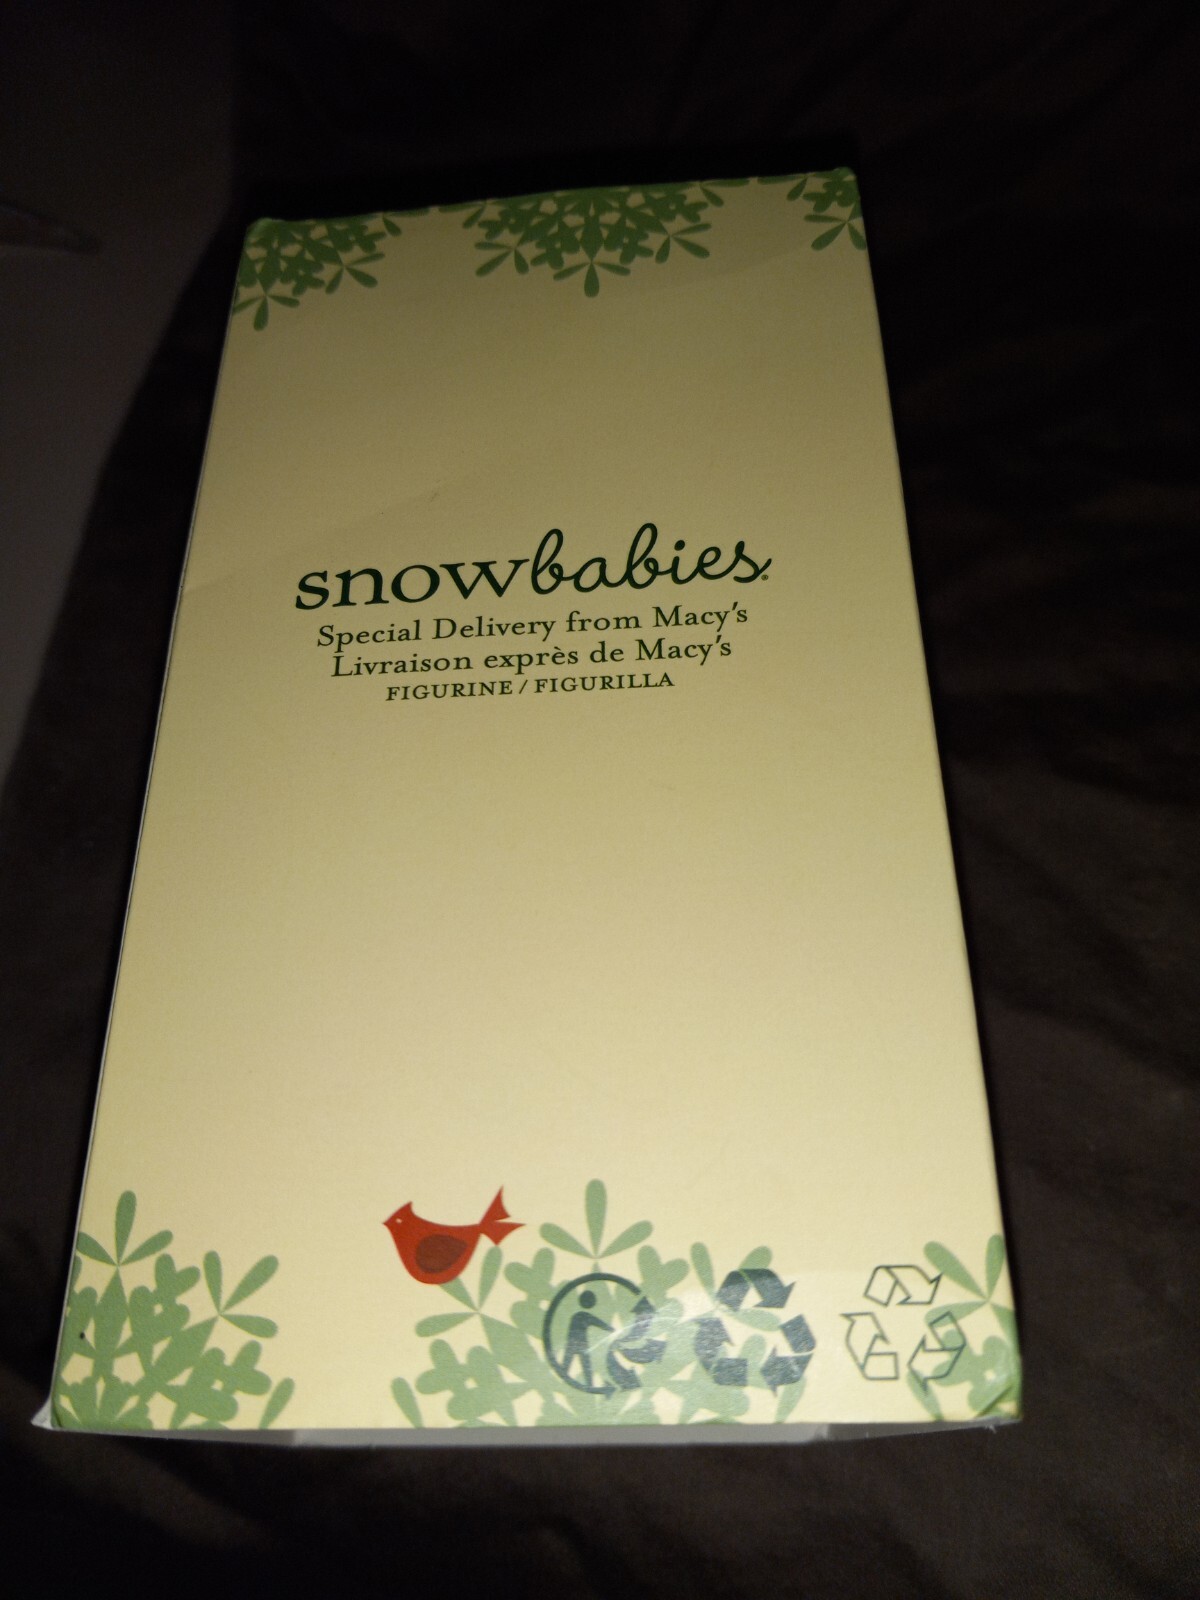 snowbabies®
Special Delivery from Macy's
Livraison exprès de Macy's
FIGURINE / FIGURILLA